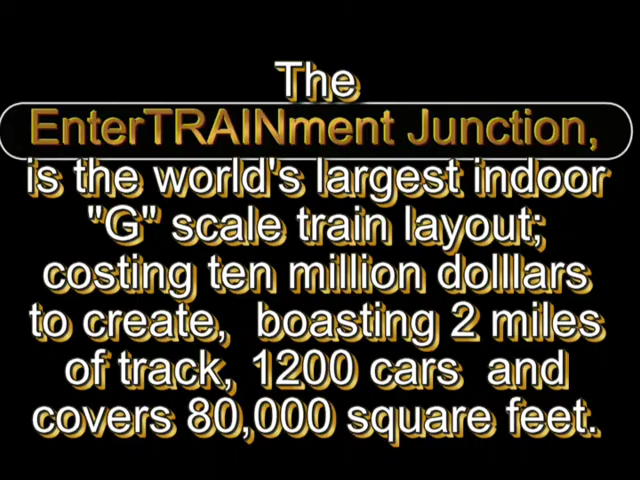 The
EnterTRAINment Junction,
is the world's largest indoor
"G" scale train layout;
costing ten million dolllars
to create, boasting 2 miles
of track, 1200 cars and
covers 80,000 square feet.